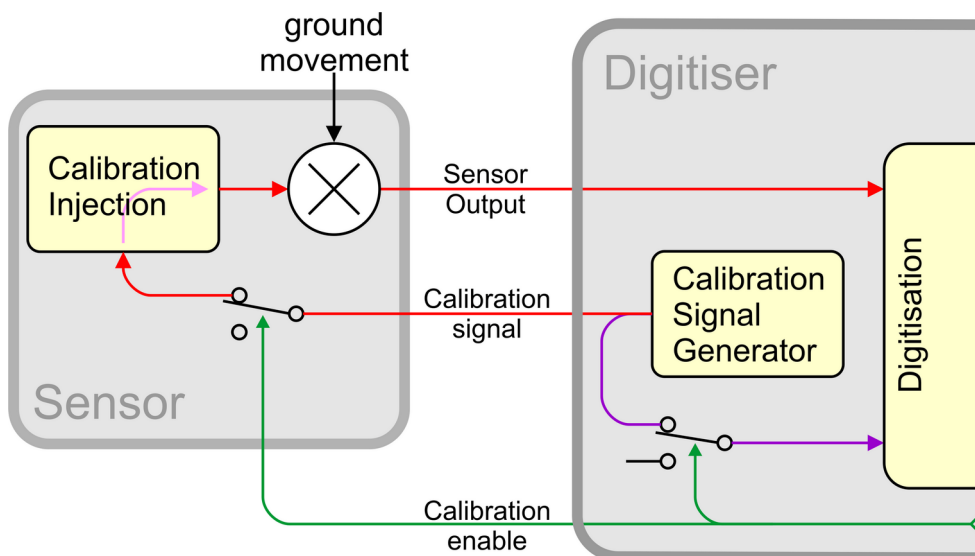 ground
movement
Digitiser
Calibration
Injection
Sensor
Output
Calibration
signal
Calibration
Signal
Generator
Digitisation
Sensor
Calibration
enable